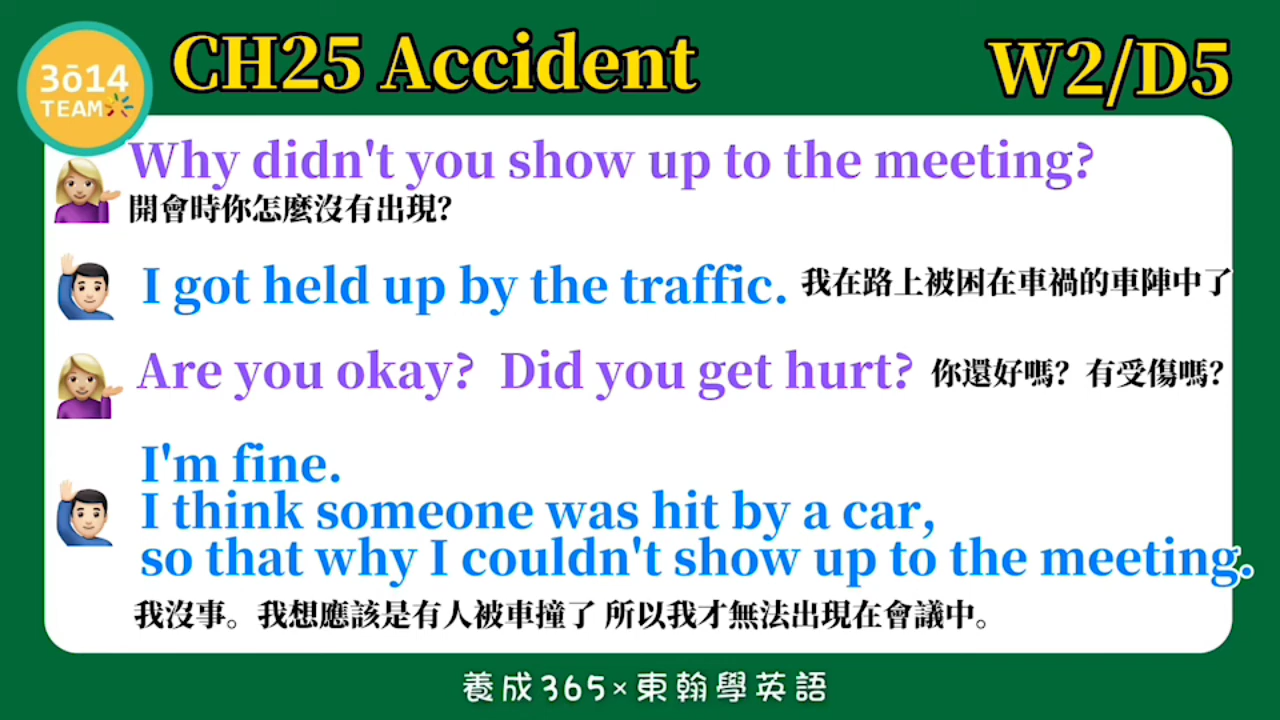 3ō14
TEAM
CH25 Accident
W2/D5
Why didn't you show up to the meeting?
開會時你怎麼沒有出現?
I got held up by the traffic. 我在路上被困在車禍的車陣中了
Are you okay? Did you get hurt? 你還好嗎? 有受傷嗎?
I'm fine.
I think someone was hit by a car,
so that why I couldn't show up to the meeting.
我沒事。我想應該是有人被車撞了 所以我才無法出現在會議中。
養成365×東翰學英語